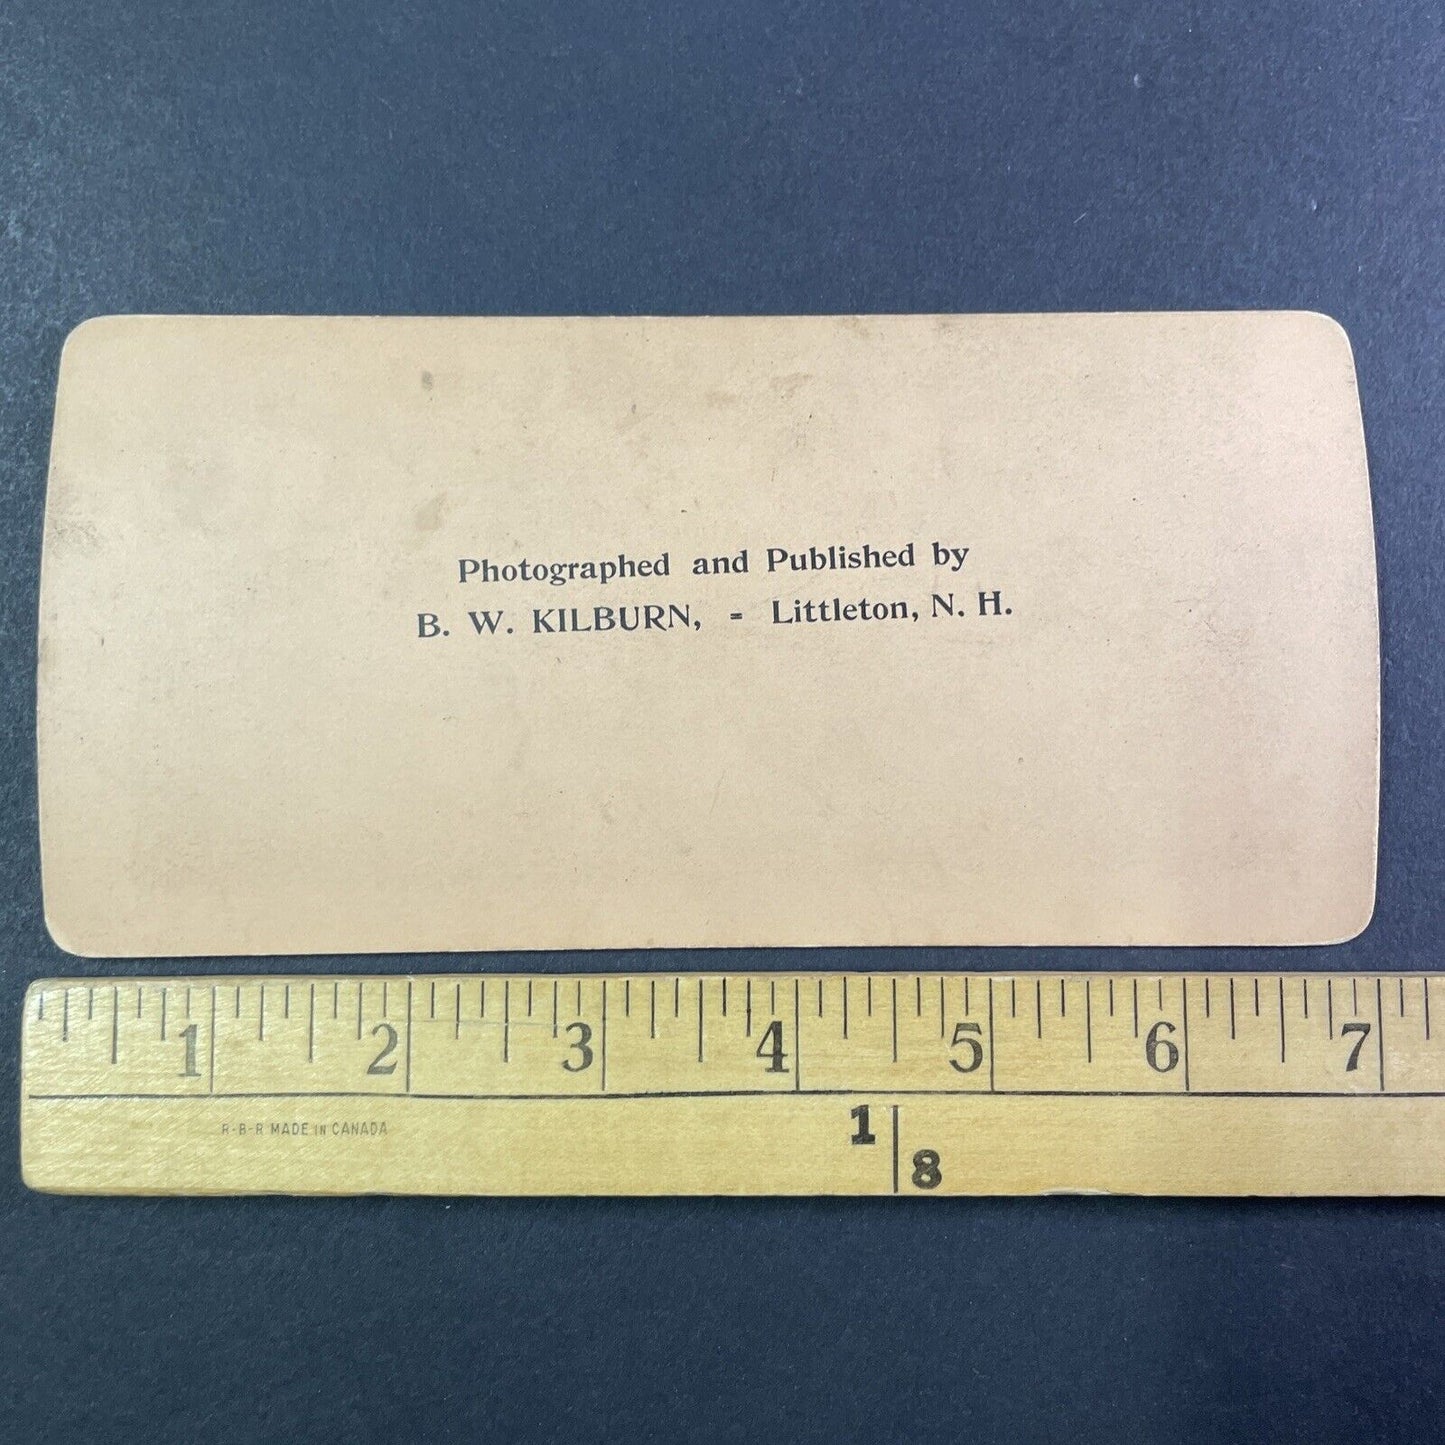 Photographed and Published by
B. W. KILBURN, = Littleton, N. H.
1 2 3 4 5 6 7
R-B-R MADE IN CANADA
1
8